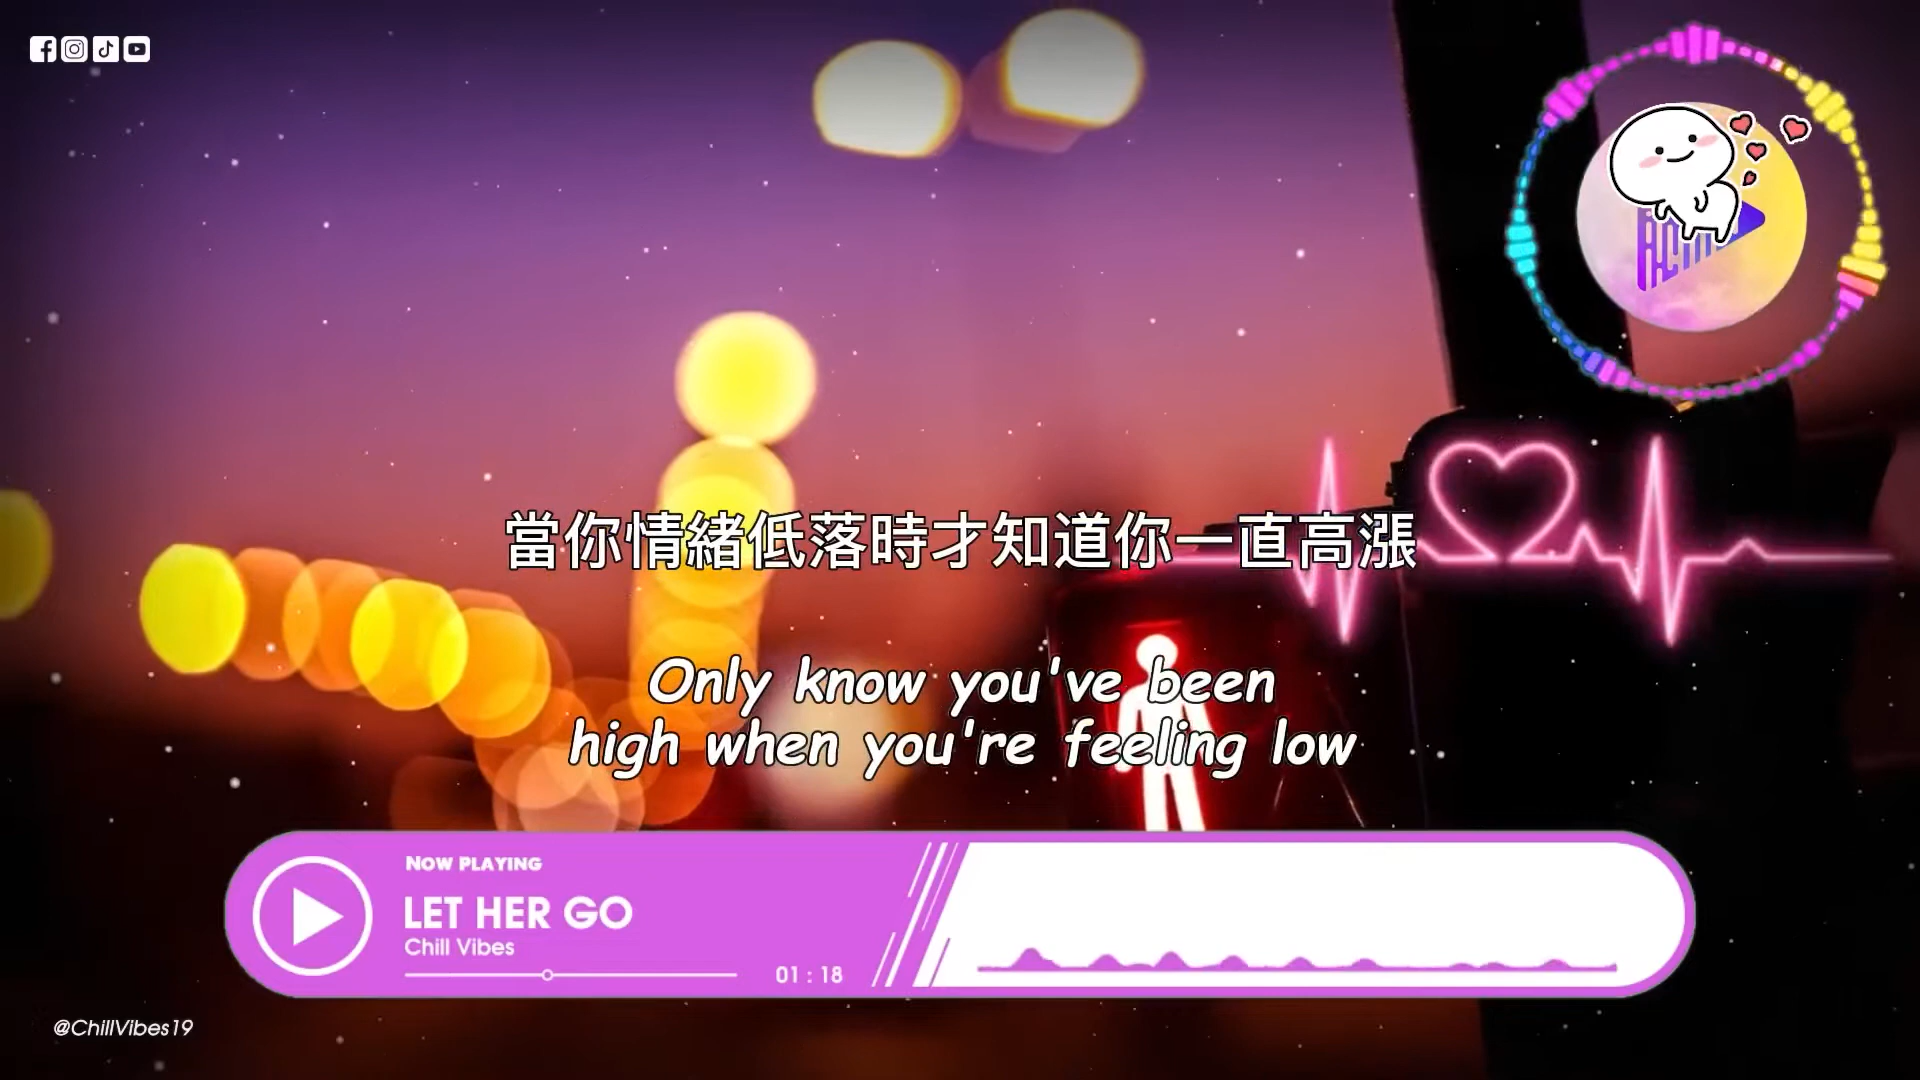 當你情緒低落時才知道你一直高漲
Only know you've been
high when you're feeling low
NOW PLAYING
LET HER GO
Chill Vibes
01 : 18
@ChillVibes19